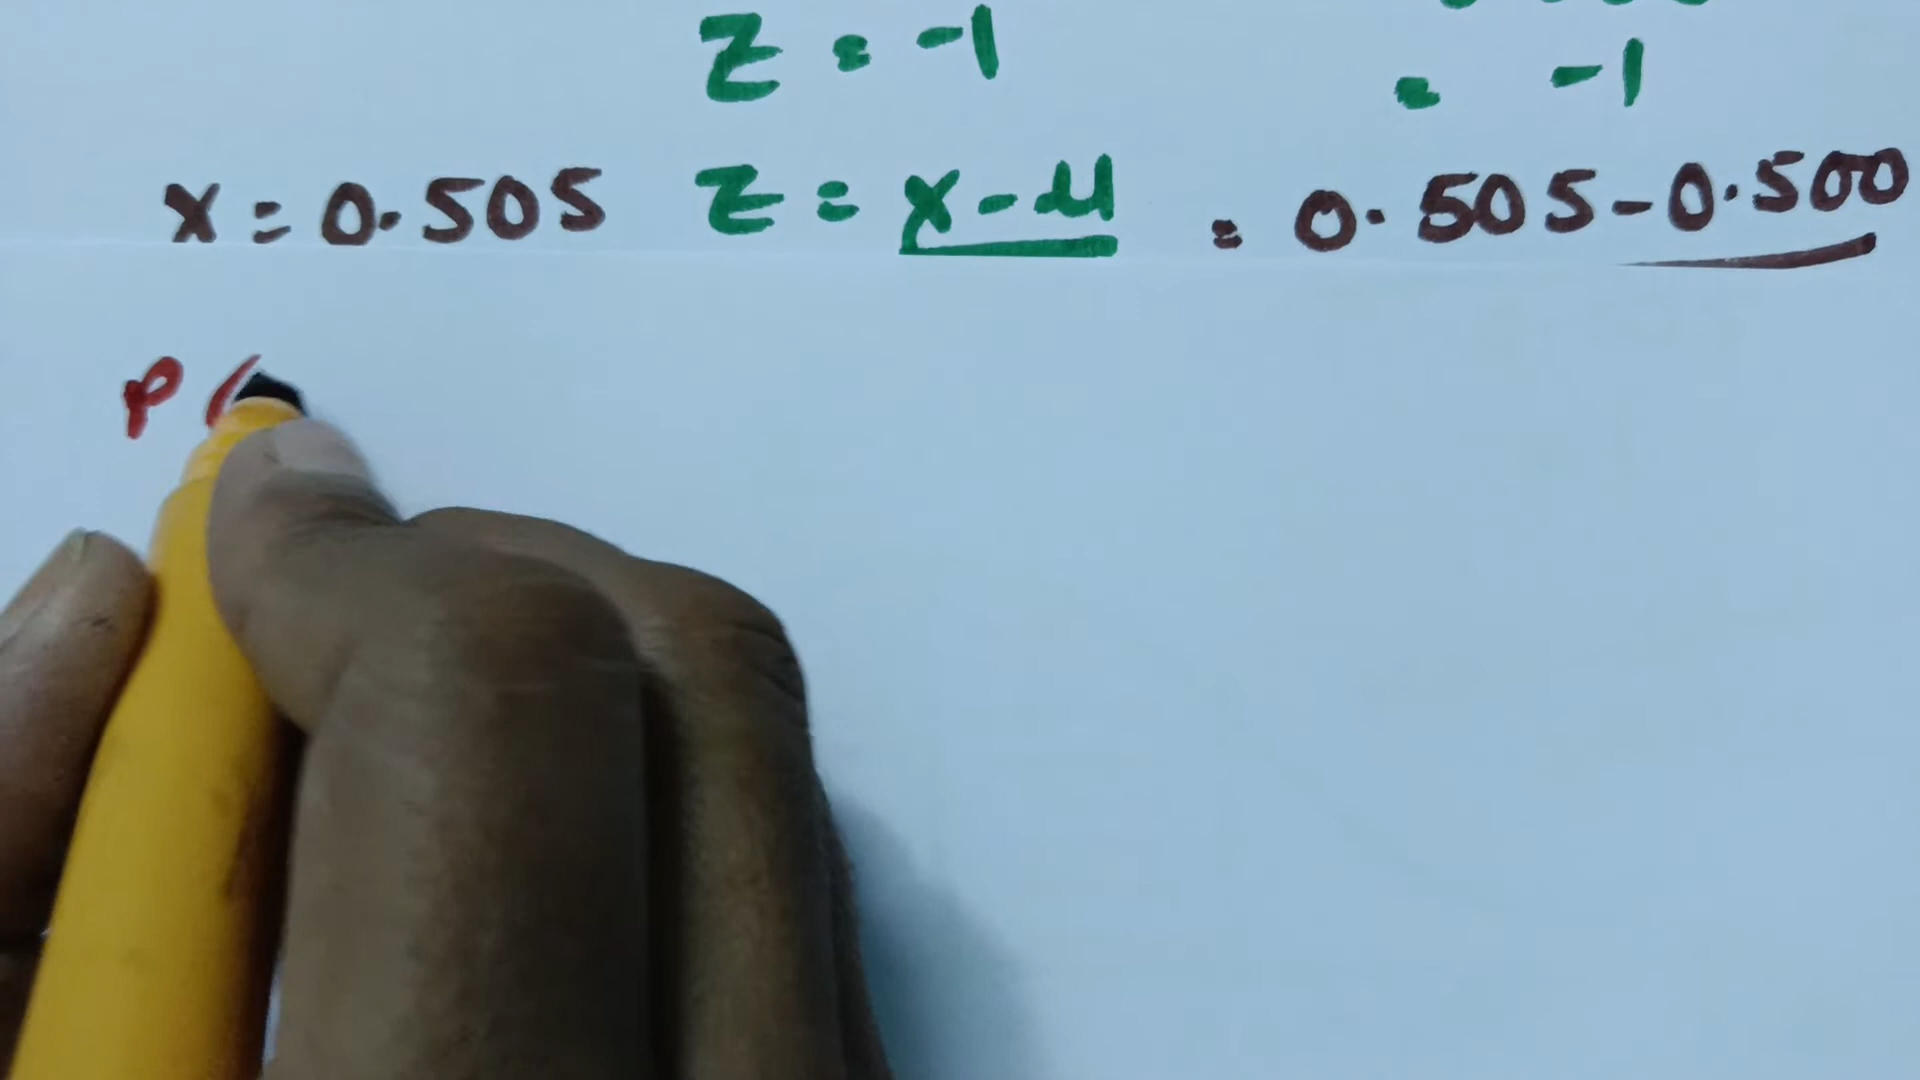 Z = -1
= -1
x = 0.505 Z = x - μ = 0.505 - 0.500
P (